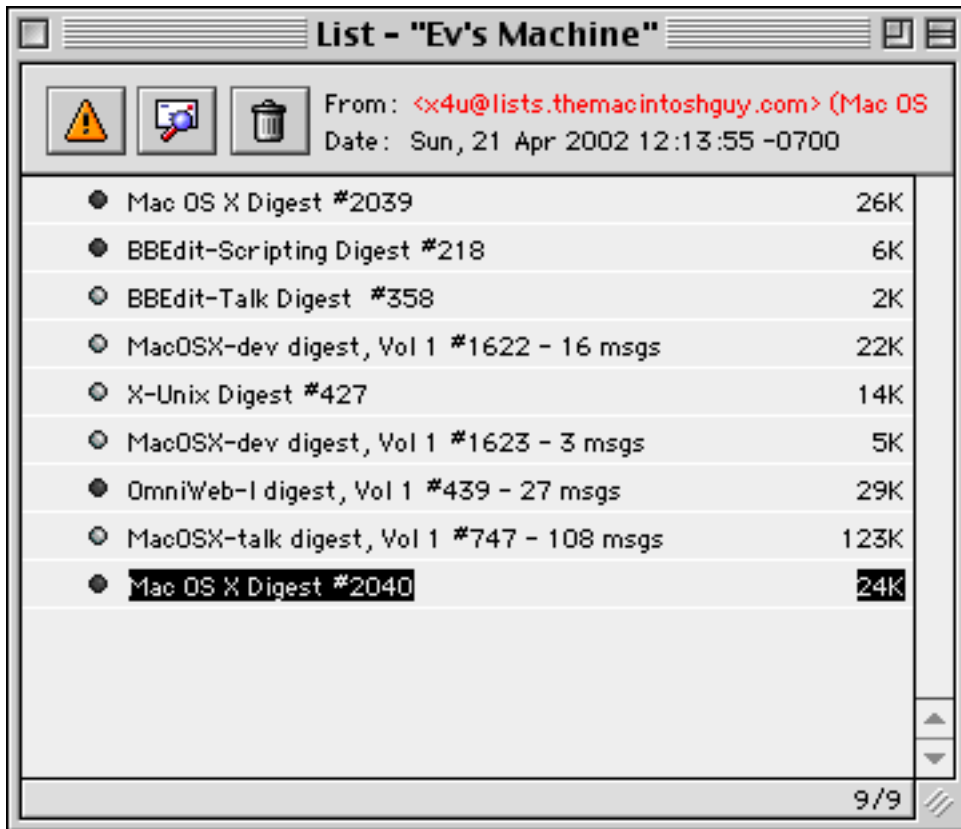 List - "Ev's Machine"
From: <x4u@lists.themacintoshguy.com> (Mac OS
Date: Sun, 21 Apr 2002 12:13:55 -0700
Mac OS X Digest #2039 26K
BBEdit-Scripting Digest #218 6K
BBEdit-Talk Digest #358 2K
MacOSX-dev digest, Vol 1 #1622 - 16 msgs 22K
X-Unix Digest #427 14K
MacOSX-dev digest, Vol 1 #1623 - 3 msgs 5K
OmniWeb-l digest, Vol 1 #439 - 27 msgs 29K
MacOSX-talk digest, Vol 1 #747 - 108 msgs 123K
Mac OS X Digest #2040 24K
9/9